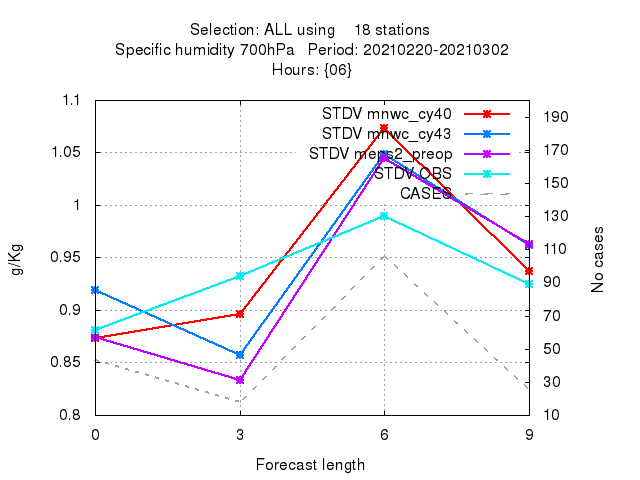 Selection: ALL using    18 stations
Specific humidity 700hPa   Period: 20210220-20210302
Hours: {06}
STDV mnwc_cy40
STDV mnwc_cy43
STDV meps2_preop
STDV OBS
CASES
1.1
1.05
1
0.95
0.9
0.85
0.8
g/Kg
190
170
150
130
110
90
70
50
30
10
No cases
0 3 6 9
Forecast length